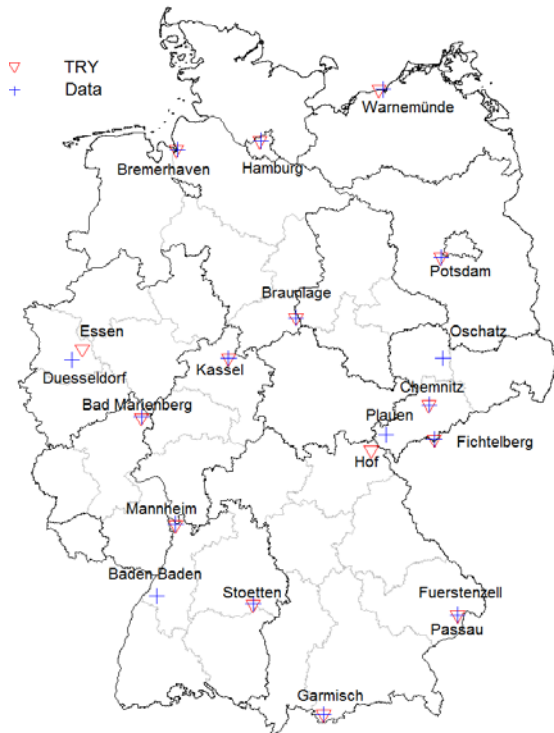 TRY
Data
Warnemünde
Hamburg
Bremerhaven
Potsdam
Braunlage
Essen
Oschatz
Duesseldorf
Kassel
Chemnitz
Bad Marienberg
Plauen
Fichtelberg
Hof
Mannheim
Baden-Baden
Stoetten
Fuerstenzell
Passau
Garmisch